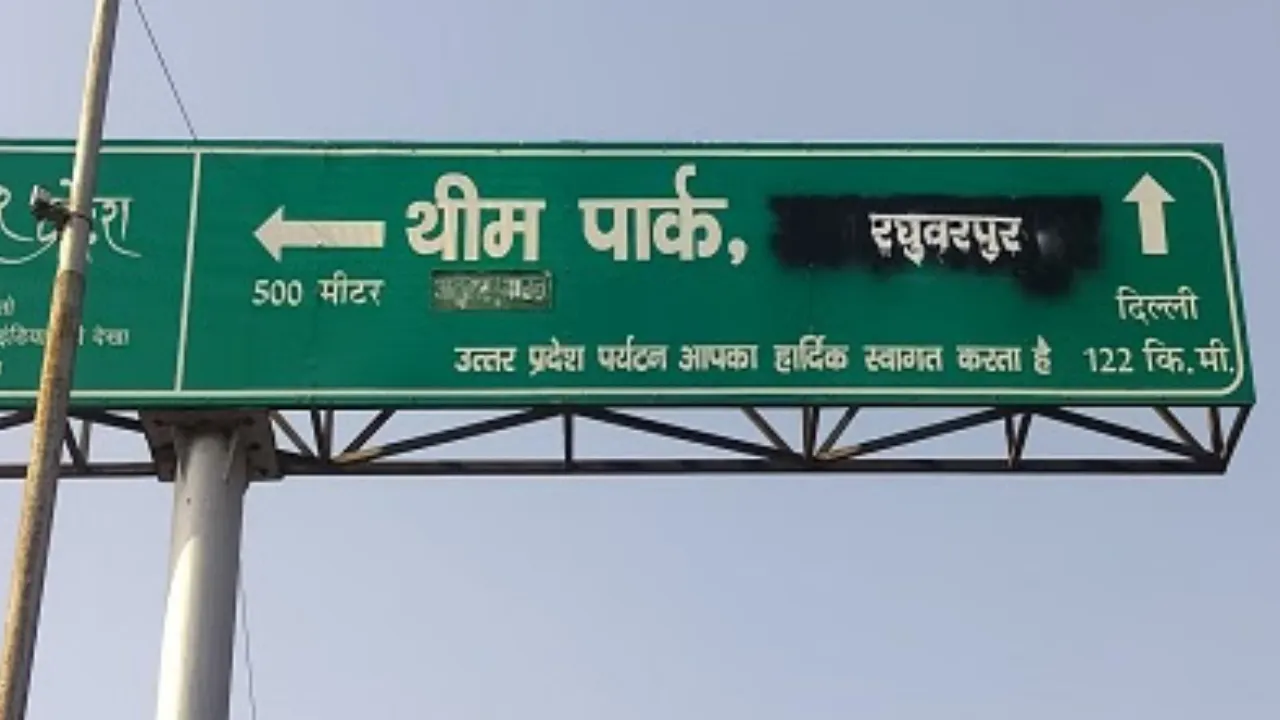 थीम पार्क, रघुवरपुर
500 मीटर
दिल्ली
उत्तर प्रदेश पर्यटन आपका हार्दिक स्वागत करता है
122 कि.मी.
देखा